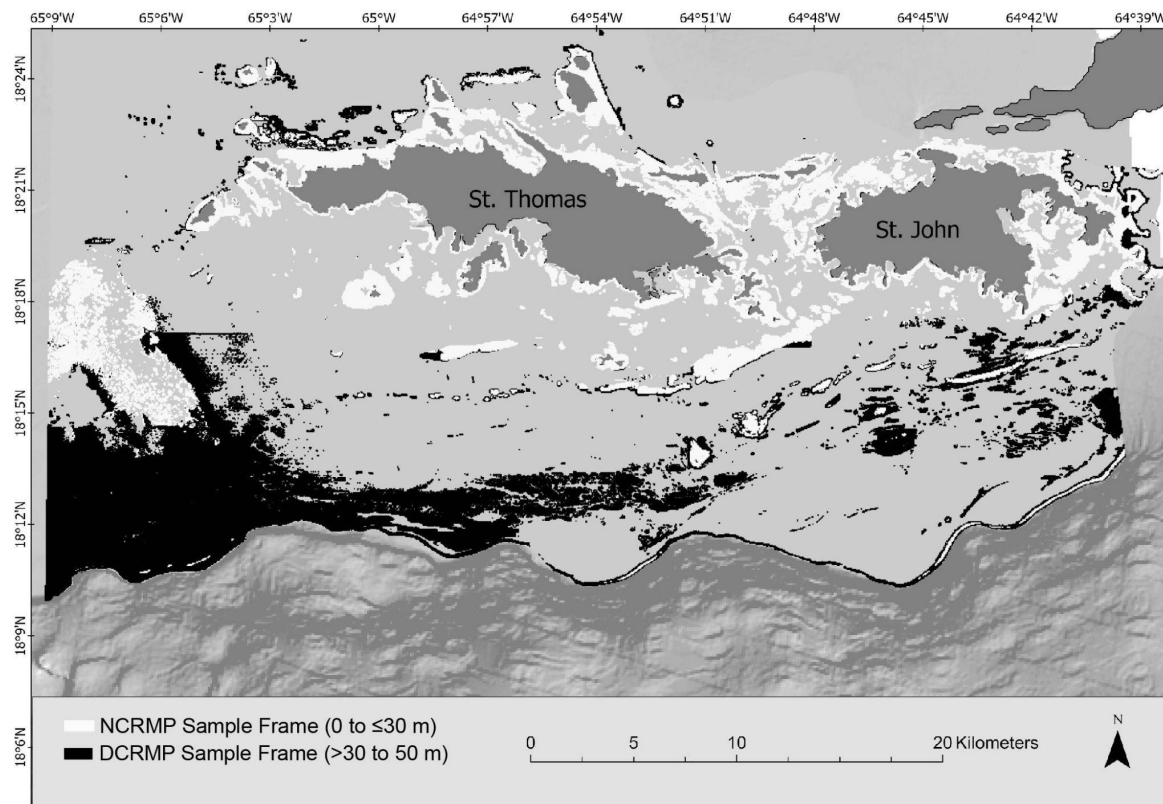 65°9'W 65°6'W 65°3'W 65°0'W 64°57'W 64°54'W 64°51'W 64°48'W 64°45'W 64°42'W 64°39'W
18°24'N
18°21'N
St. Thomas
St. John
18°18'N
18°15'N
18°12'N
18°9'N
18°6'N
NCRMP Sample Frame (0 to ≤30 m)
DCRMP Sample Frame (>30 to 50 m)
0 5 10 20 Kilometers
N